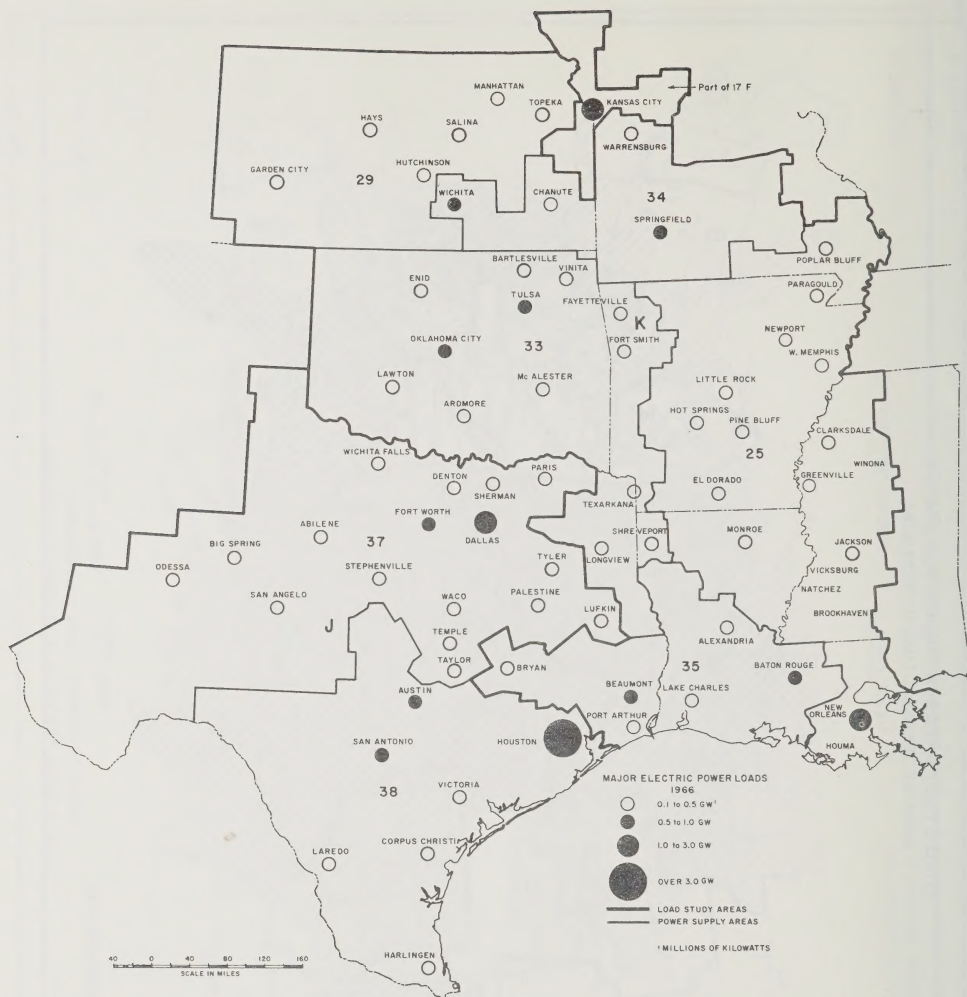 Part of 17 F
MANHATTAN
TOPEKA
KANSAS CITY
HAYS
SALINA
WARRENSBURG
GARDEN CITY
29
HUTCHINSON
WICHITA
CHANUTE
34
SPRINGFIELD
POPLAR BLUFF
BARTLESVILLE
VINITA
ENID
TULSA
FAYETTEVILLE
PARAGOULD
K
OKLAHOMA CITY
33
FORT SMITH
NEWPORT
W. MEMPHIS
LAWTON
Mc ALESTER
LITTLE ROCK
ARDMORE
HOT SPRINGS
PINE BLUFF
CLARKSDALE
25
WICHITA FALLS
WINONA
DENTON
SHERMAN
PARIS
TEXARKANA
EL DORADO
GREENVILLE
FORT WORTH
DALLAS
ABILENE
BIG SPRING
37
SHREVEPORT
MONROE
JACKSON
ODESSA
STEPHENVILLE
TYLER
LONGVIEW
VICKSBURG
SAN ANGELO
WACO
PALESTINE
NATCHEZ
LUFKIN
BROOKHAVEN
J
TEMPLE
ALEXANDRIA
TAYLOR
BRYAN
35
BATON ROUGE
AUSTIN
BEAUMONT
LAKE CHARLES
PORT ARTHUR
NEW
ORLEANS
SAN ANTONIO
HOUSTON
HOUMA
38
VICTORIA
CORPUS CHRISTI
LAREDO
HARLINGEN
MAJOR ELECTRIC POWER LOADS
1966
0.1 to 0.5 GW¹
0.5 to 1.0 GW
1.0 to 3.0 GW
OVER 3.0 GW
LOAD STUDY AREAS
POWER SUPPLY AREAS
¹ MILLIONS OF KILOWATTS
40 0 40 80 120 160
SCALE IN MILES